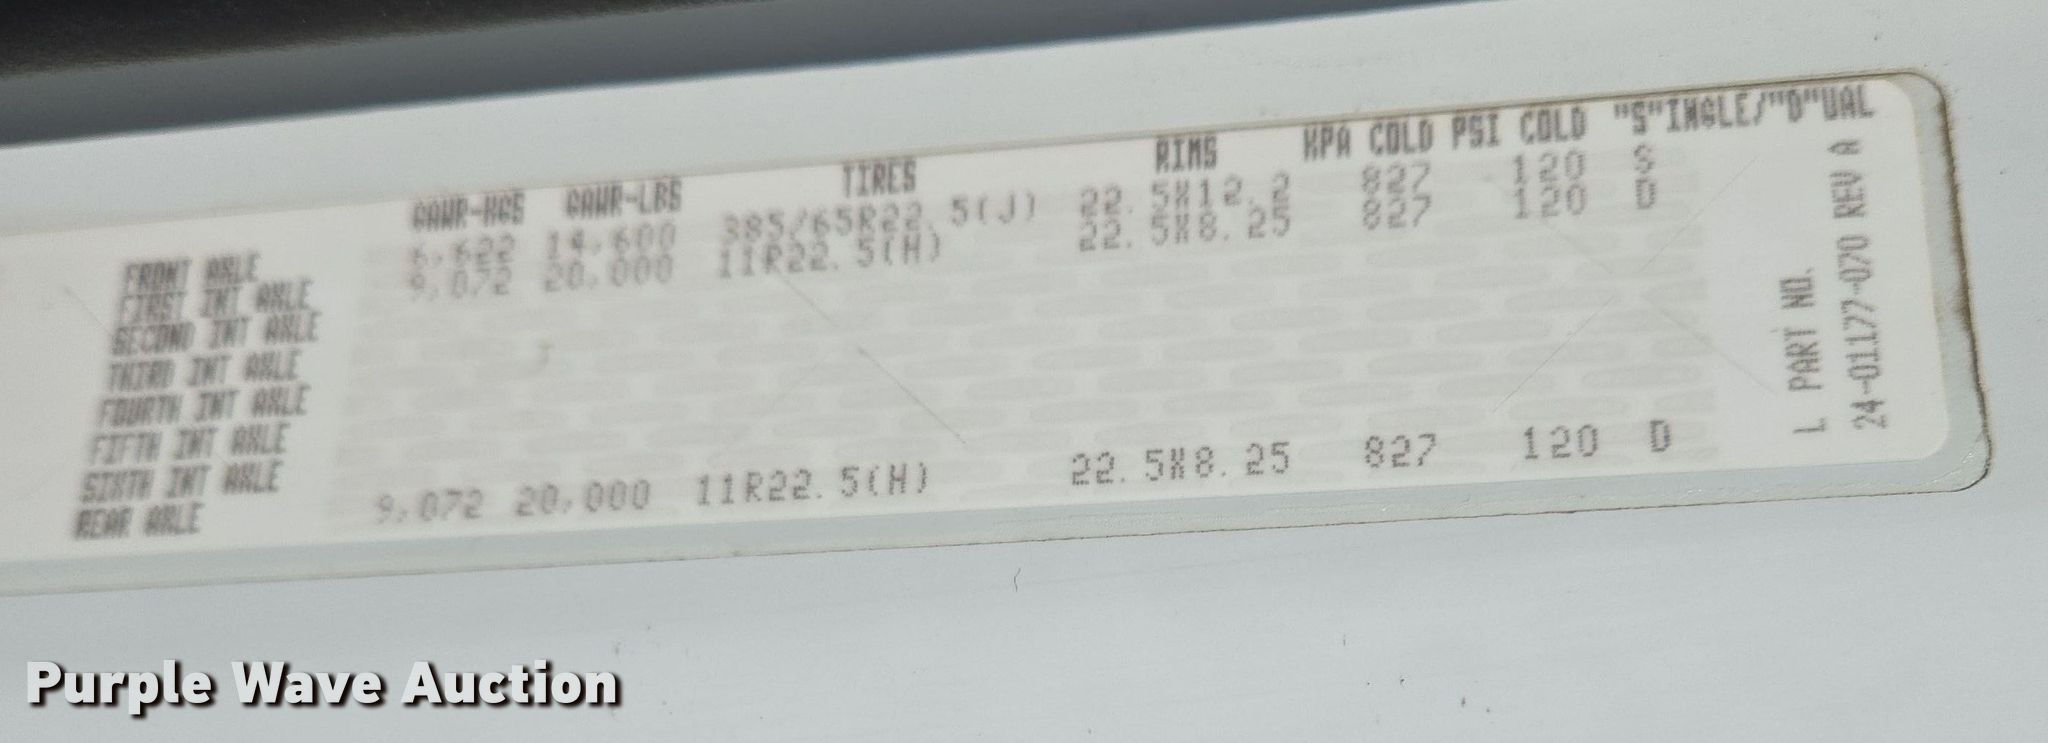 GAWR-KGS GAWR-LBS TIRES RIMS KPA COLD PSI COLD "S"INGLE/"D"UAL
FRONT AXLE 6,622 14,600 385/65R22.5(J) 22.5X12.2 827 120 S
FIRST INT AXLE 9,072 20,000 11R22.5(H) 22.5X8.25 827 120 D
SECOND INT AXLE
THIRD INT AXLE
FOURTH INT AXLE
FIFTH INT AXLE
SIXTH INT AXLE
REAR AXLE 9,072 20,000 11R22.5(H) 22.5X8.25 827 120 D
L PART NO.
24-01177-070 REV A
Purple Wave Auction